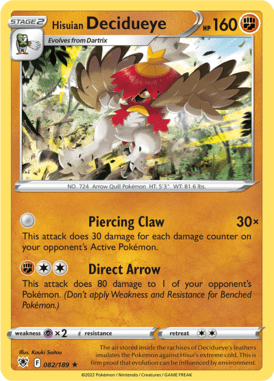 STAGE 2 Hisuian Decidueye HP 160
Evolves from Dartrix
NO. 724 Arrow Quill Pokémon HT: 5'3" WT: 81.6 lbs.
Piercing Claw 30×
This attack does 30 damage for each damage counter on
your opponent's Active Pokémon.
Direct Arrow
This attack does 80 damage to 1 of your opponent's
Pokémon. (Don't apply Weakness and Resistance for Benched
Pokémon.)
weakness ×2 resistance retreat
Illus. Kouki Saitou
F 082/189 ★
The air stored inside the rachises of Decidueye's feathers
insulates the Pokémon against Hisui's extreme cold. This is
firm proof that evolution can be influenced by environment.
©2022 Pokémon / Nintendo / Creatures / GAME FREAK